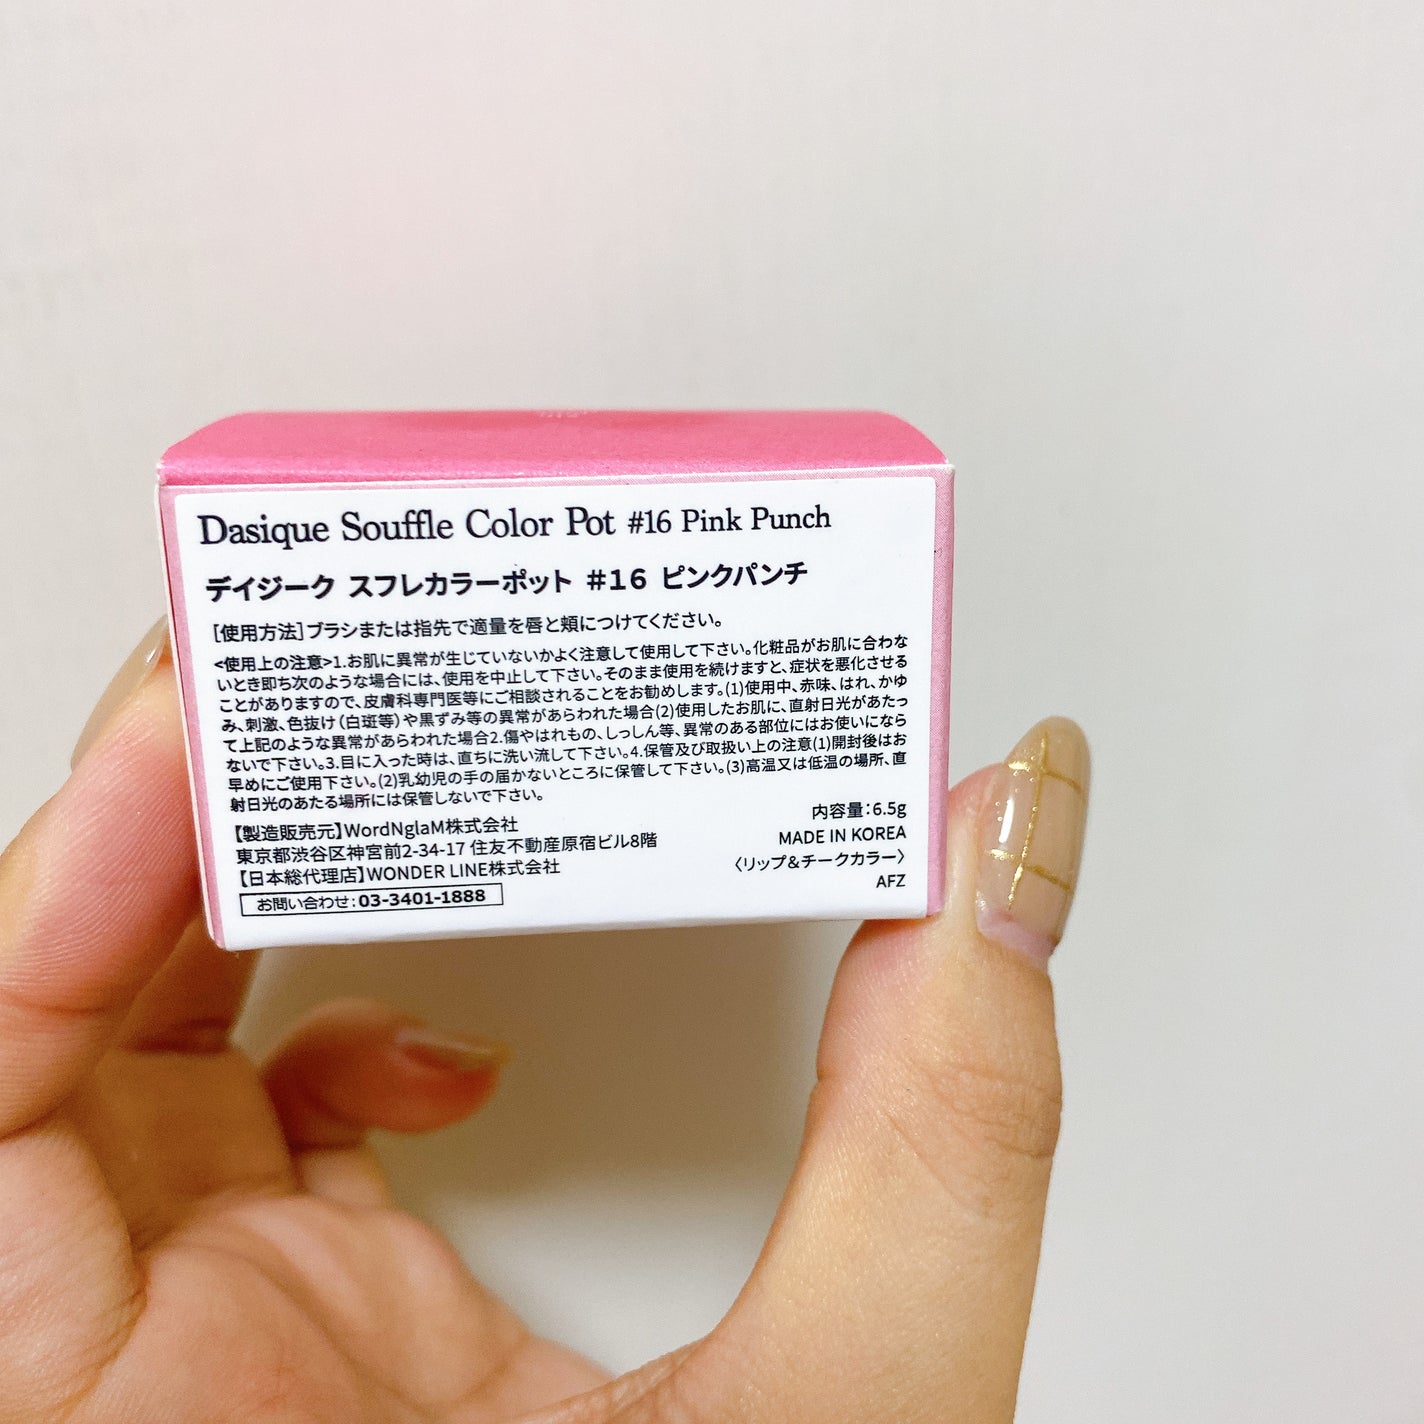 Dasique Souffle Color Pot #16 Pink Punch
デイジーク スフレカラーポット #16 ピンクパンチ
[使用方法]ブラシまたは指先で適量を唇と頬につけてください。
<使用上の注意>1.お肌に異常が生じていないかよく注意して使用して下さい。化粧品がお肌に合わな
いとき即ち次のような場合には、使用を中止して下さい。そのまま使用を続けますと、症状を悪化させる
ことがありますので、皮膚科専門医等にご相談されることをお勧めします。(1)使用中、赤味、はれ、かゆ
み、刺激、色抜け(白斑等)や黒ずみ等の異常があらわれた場合(2)使用したお肌に、直射日光があたっ
て上記のような異常があらわれた場合2.傷やはれもの、しっしん等、異常のある部位にはお使いになら
ないで下さい。3.目に入った時は、直ちに洗い流して下さい。4.保管及び取扱い上の注意(1)開封後はお
早めにご使用下さい。(2)乳幼児の手の届かないところに保管して下さい。(3)高温又は低温の場所、直
射日光のあたる場所には保管しないで下さい。
【製造販売元】WordNglaM株式会社
東京都渋谷区神宮前2-34-17 住友不動産原宿ビル8階
【日本総代理店】WONDER LINE株式会社
お問い合わせ:03-3401-1888
内容量:6.5g
MADE IN KOREA
〈リップ&チークカラー〉
AFZ